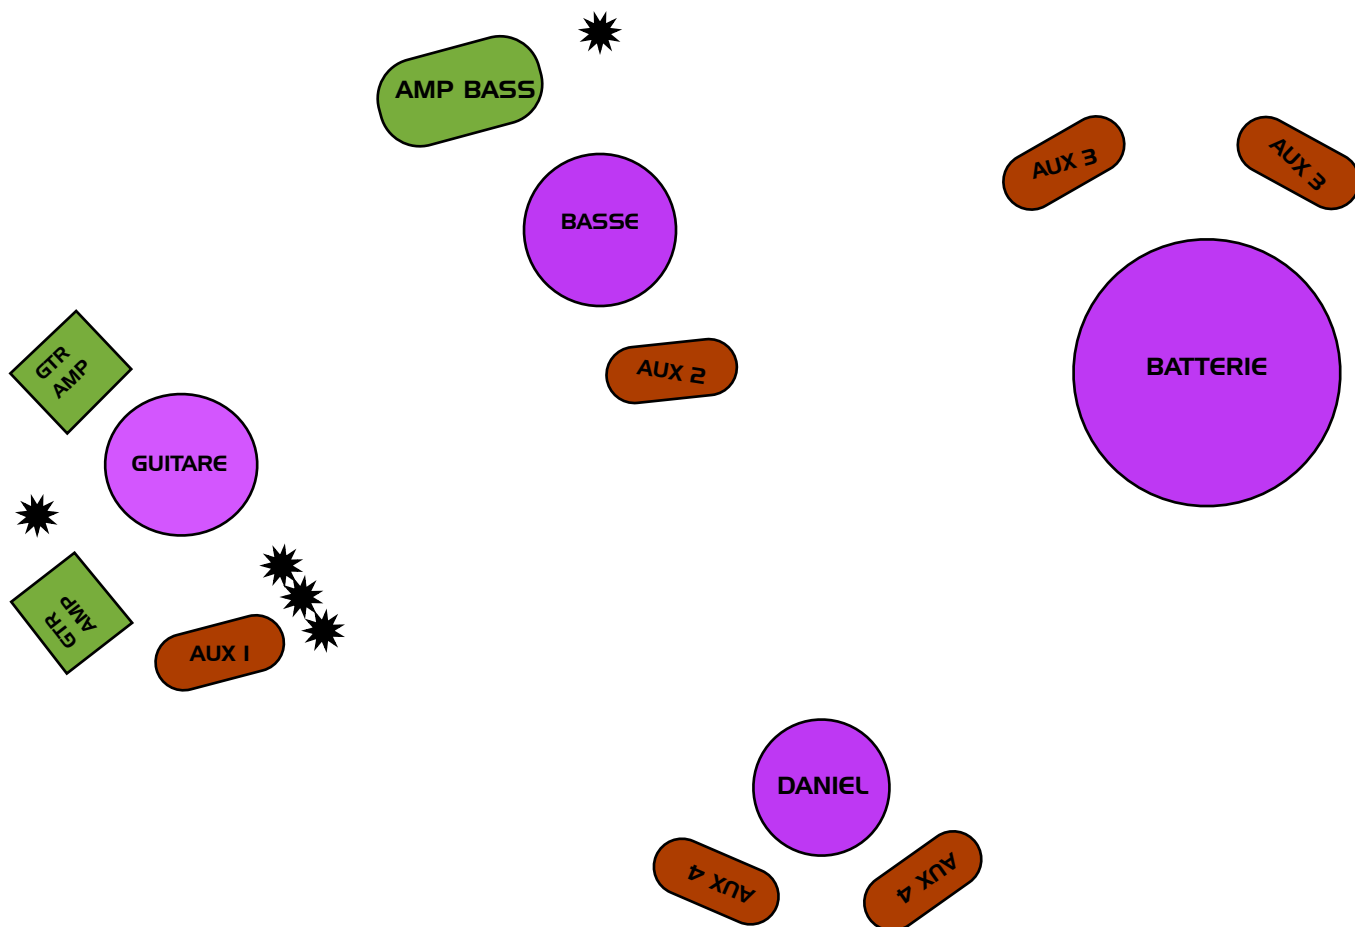 AMP BASS
AUX 3
AUX 3
BASSE
GTR
AMP
AUX 2
BATTERIE
GUITARE
GTR
AMP
AUX 1
DANIEL
AUX 4
AUX 4